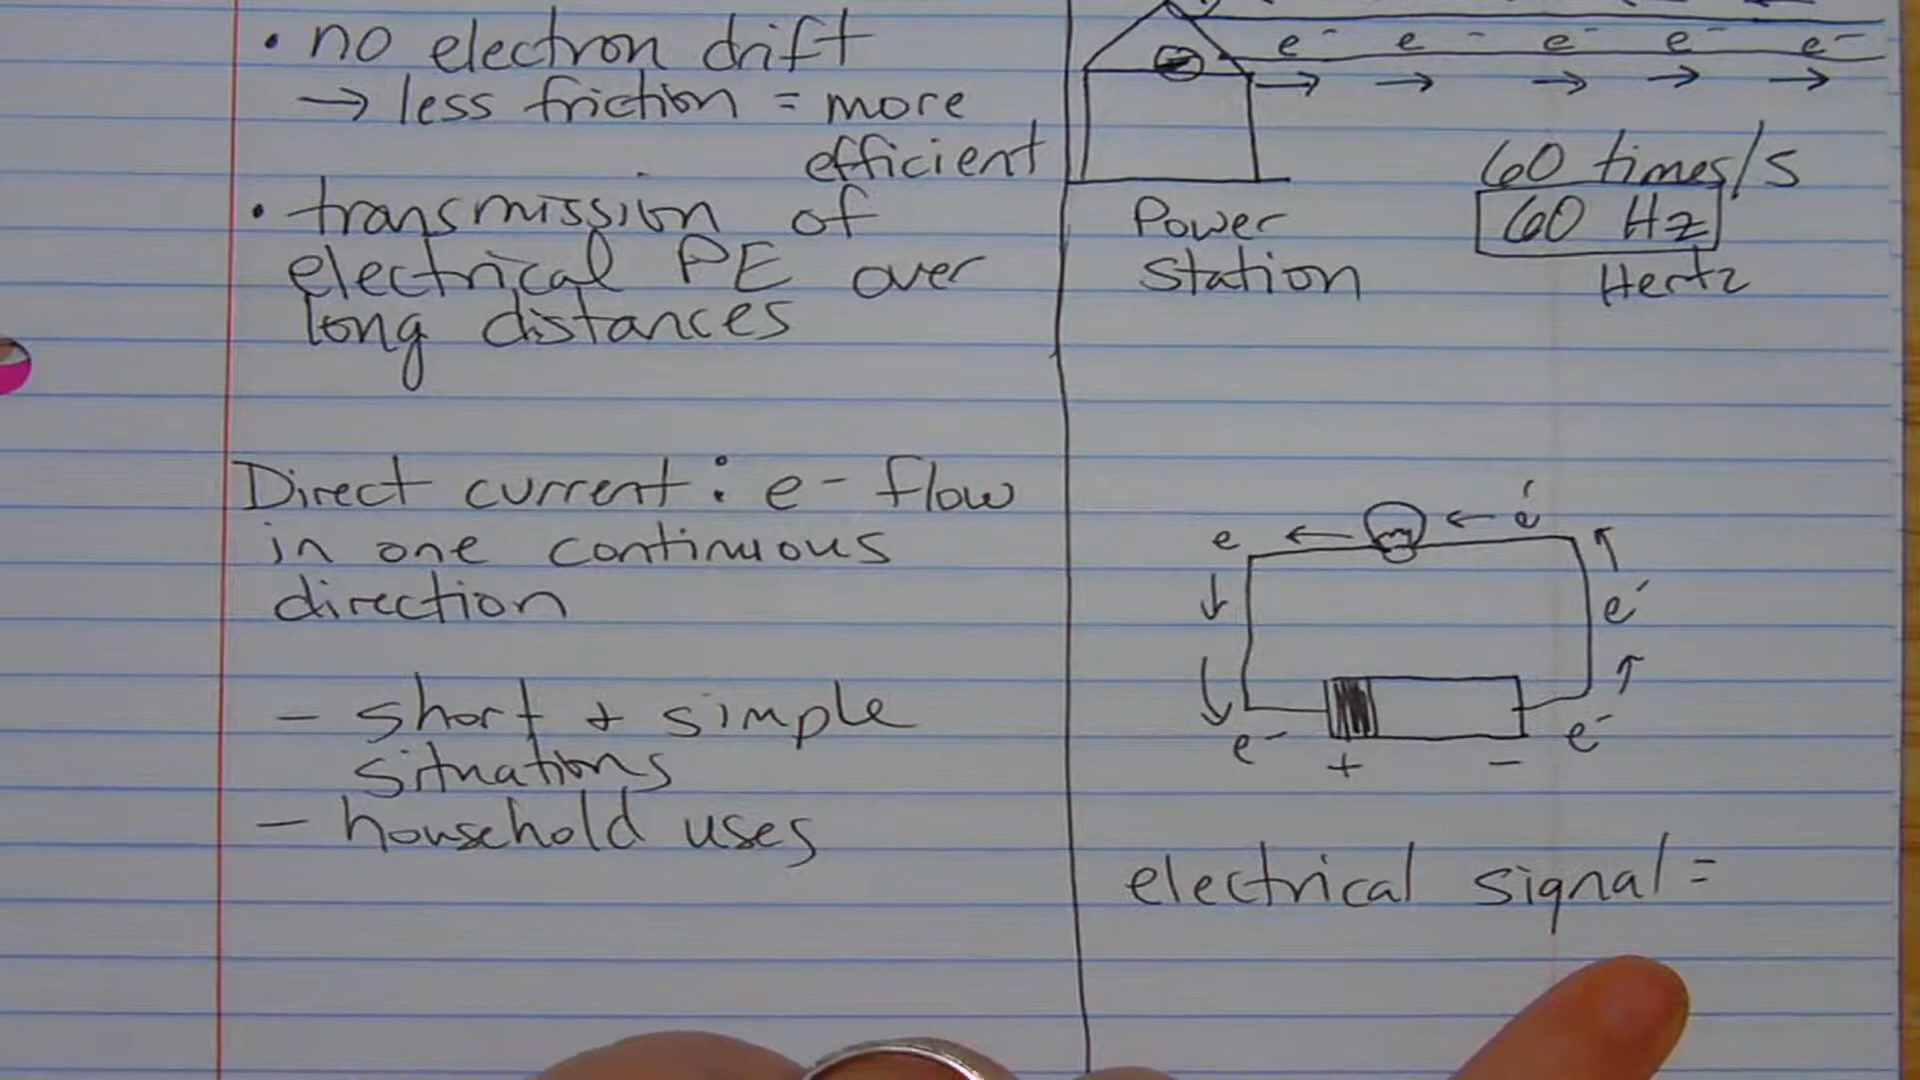 • no electron drift
→ less friction = more
efficient
• transmission of
electrical PE over
long distances
Direct current : e- flow
in one continuous
direction
- short + simple
situations
- household uses
e- e - e- e- e-
→ → → → →
60 times/s
60 Hz
Hertz
Power
Station
e ← ← e-
↓ ↑
e-
↓ ↑
e- + - e-
electrical signal =